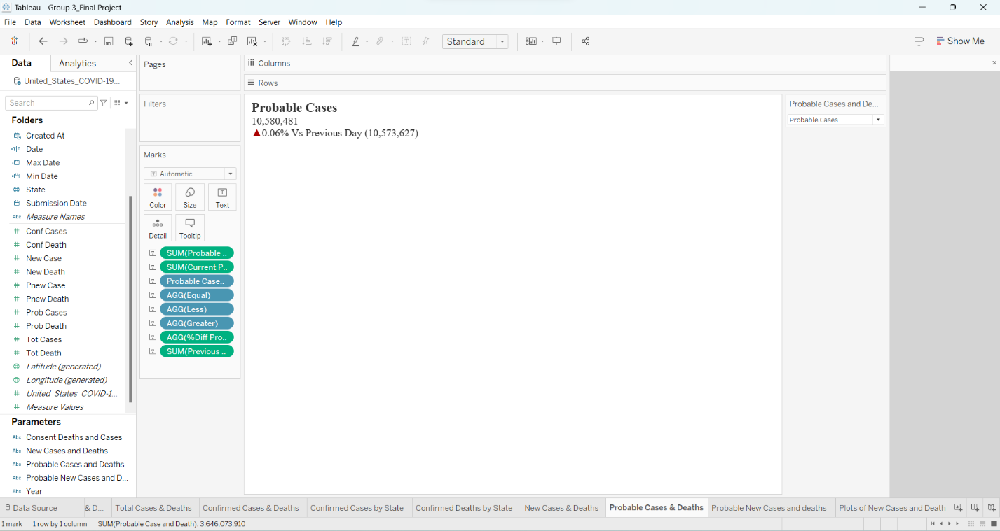 Tableau - Group 3_Final Project
File Data Worksheet Dashboard Story Analysis Map Format Server Window Help
Standard
Show Me
Data
Analytics
United_States_COVID-19...
Search
Folders
Created At
Date
Max Date
Min Date
State
Submission Date
Abc Measure Names
Conf Cases
Conf Death
New Case
New Death
Pnew Case
Pnew Death
Prob Cases
Prob Death
Tot Cases
Tot Death
Latitude (generated)
Longitude (generated)
United_States_COVID-1...
Measure Values
Parameters
Abc Consent Deaths and Cases
Abc New Cases and Deaths
Abc Probable Cases and Deaths
Abc Probable New Cases and D...
Abc Year
Pages
Filters
Marks
Automatic
Color Size Text
Detail Tooltip
SUM(Probable ..
SUM(Current P..
Probable Case..
AGG(Equal)
AGG(Less)
AGG(Greater)
AGG(%Diff Pro..
SUM(Previous ..
Columns
Rows
Probable Cases
10,580,481
▲0.06% Vs Previous Day (10,573,627)
Probable Cases and De...
Probable Cases
Data Source
& D...
Total Cases & Deaths
Confirmed Cases & Deaths
Confirmed Cases by State
Confirmed Deaths by State
New Cases & Deaths
Probable Cases & Deaths
Probable New Cases and deaths
Plots of New Cases and Death
1 mark 1 row by 1 column SUM(Probable Case and Death): 3,646,073,910